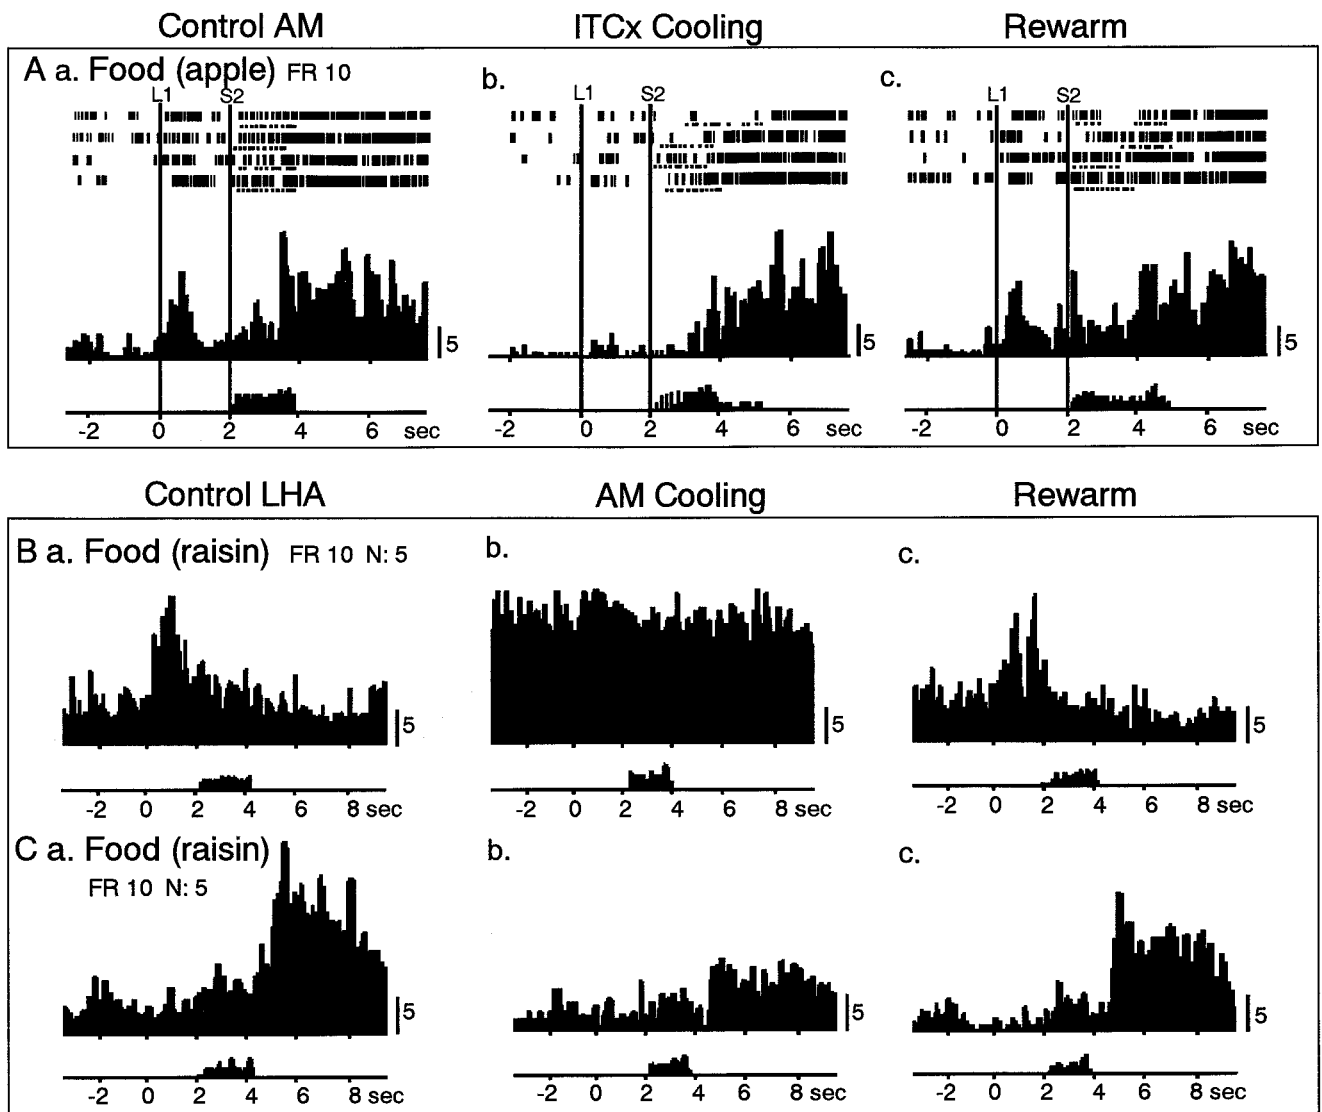 Control AM ITCx Cooling Rewarm
A a. Food (apple) FR 10 b. c.
L1 S2 L1 S2 L1 S2
5 5 5
-2 0 2 4 6 sec -2 0 2 4 6 sec -2 0 2 4 6 sec
Control LHA AM Cooling Rewarm
B a. Food (raisin) FR 10 N: 5 b. c.
5 5 5
-2 0 2 4 6 8 sec -2 0 2 4 6 8 sec -2 0 2 4 6 8 sec
C a. Food (raisin) b. c.
FR 10 N: 5
5 5 5
-2 0 2 4 6 8 sec -2 0 2 4 6 8 sec -2 0 2 4 6 8 sec